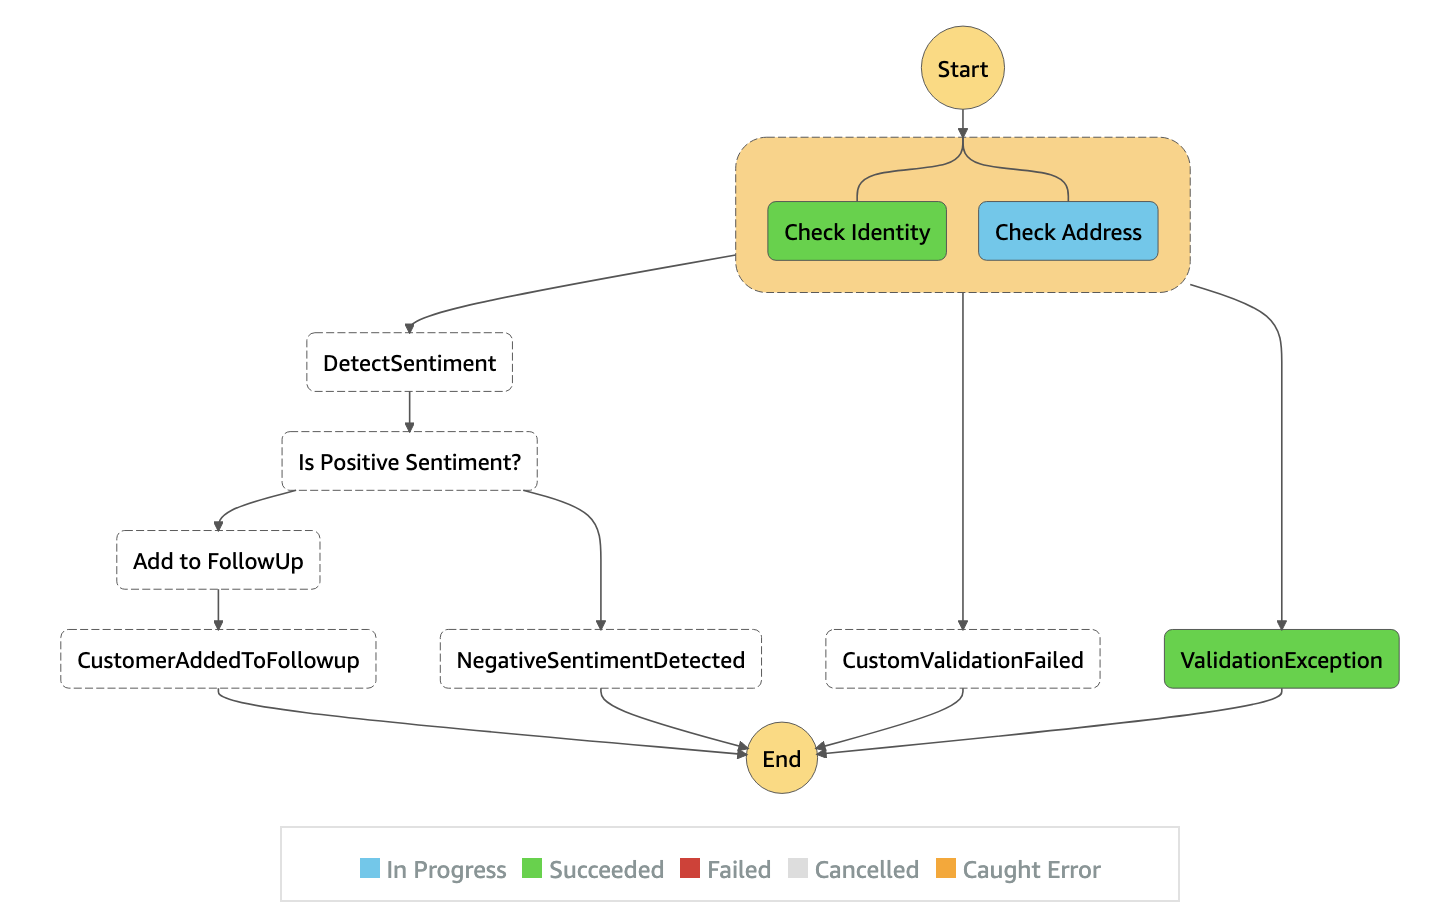 Start
Check Identity
Check Address
DetectSentiment
Is Positive Sentiment?
Add to FollowUp
CustomerAddedToFollowup
NegativeSentimentDetected
CustomValidationFailed
ValidationException
End
In Progress
Succeeded
Failed
Cancelled
Caught Error